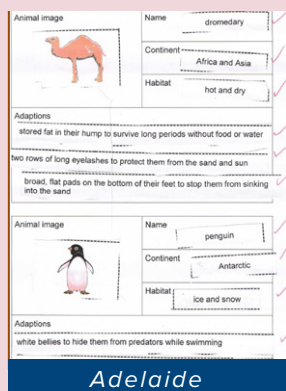 Animal image
Name
dromedary
Continent
Africa and Asia
Habitat
hot and dry
Adaptions
stored fat in their hump to survive long periods without food or water
two rows of long eyelashes to protect them from the sand and sun
broad, flat pads on the bottom of their feet to stop them from sinking
into the sand
Animal image
Name
penguin
Continent
Antarctic
Habitat
ice and snow
Adaptions
white bellies to hide them from predators while swimming
Adelaide